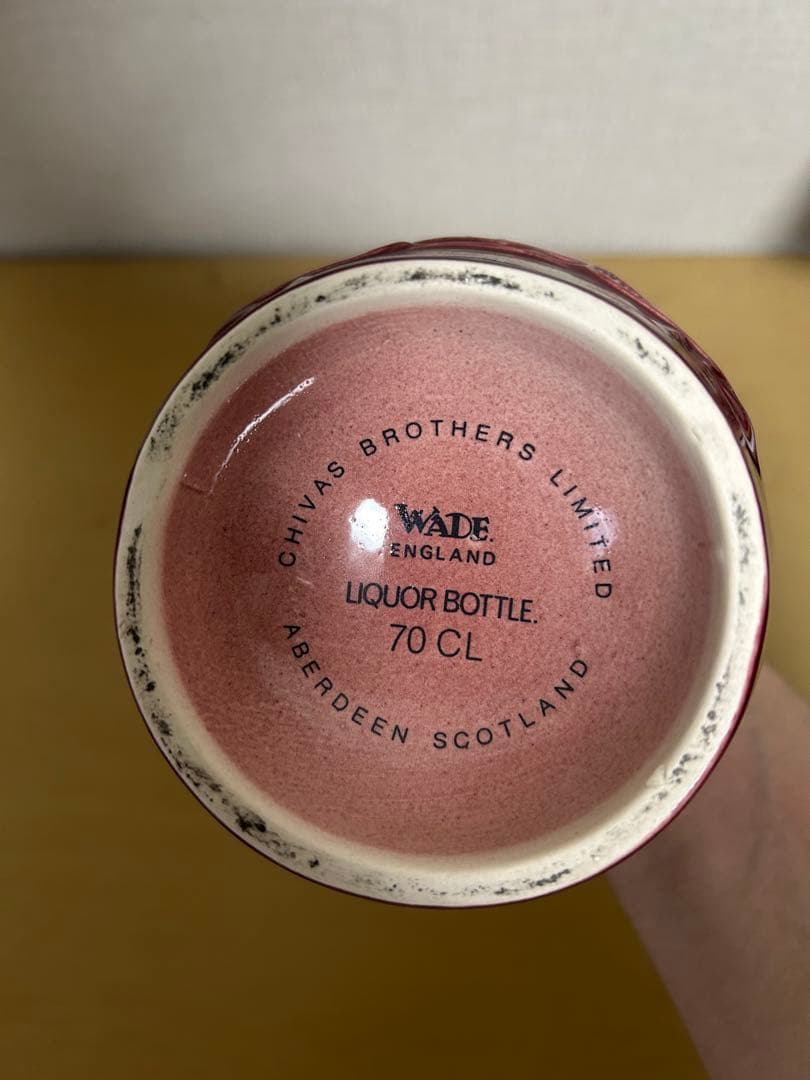 CHIVAS BROTHERS LIMITED
WADE.
ENGLAND
LIQUOR BOTTLE.
70 CL
ABERDEEN SCOTLAND